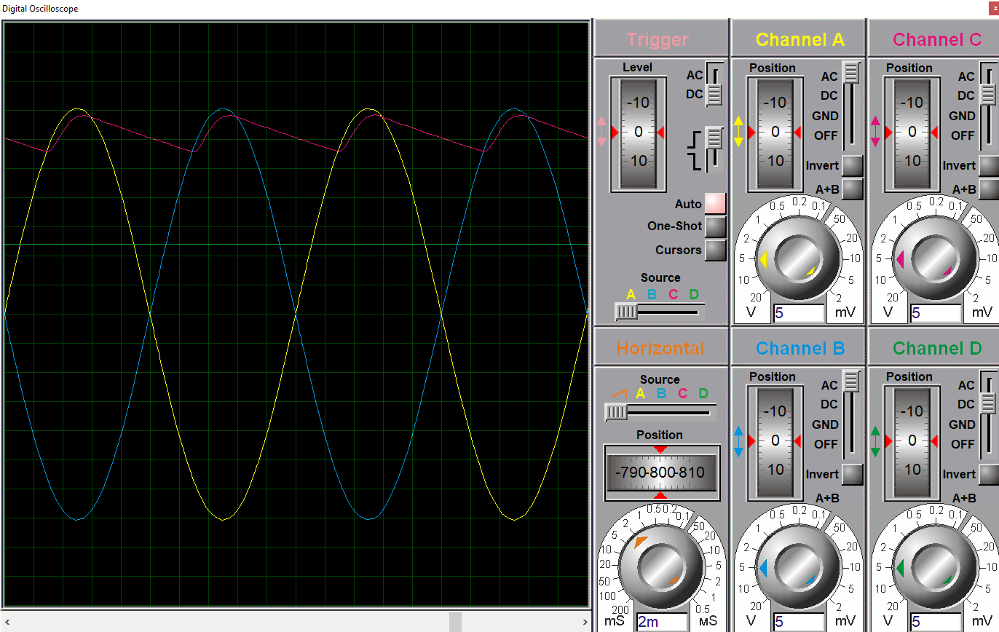 Digital Oscilloscope
x
Trigger
Level
AC
DC
-10
0
10
Auto
One-Shot
Cursors
Source
A B C D
Channel A
Position
AC
DC
GND
OFF
-10
0
10
Invert
A+B
0.5 0.2 0.1
1 50
2 20
5 10
10 5
20 2
V 5 mV
Channel C
Position
AC
DC
GND
OFF
-10
0
10
Invert
A+B
0.5 0.2 0.1
1 50
2 20
5 10
10 5
20 2
V 5 mV
Horizontal
Source
A B C D
Position
-790-800-810
0.5 0.2 0.1
1 50
2 20
5 10
10 5
20 2
50 1
100 0.5
200
mS 2m мS
Channel B
Position
AC
DC
GND
OFF
-10
0
10
Invert
A+B
0.5 0.2 0.1
1 50
2 20
5 10
10 5
20 2
V 5 mV
Channel D
Position
AC
DC
GND
OFF
-10
0
10
Invert
A+B
0.5 0.2 0.1
1 50
2 20
5 10
10 5
20 2
V 5 mV